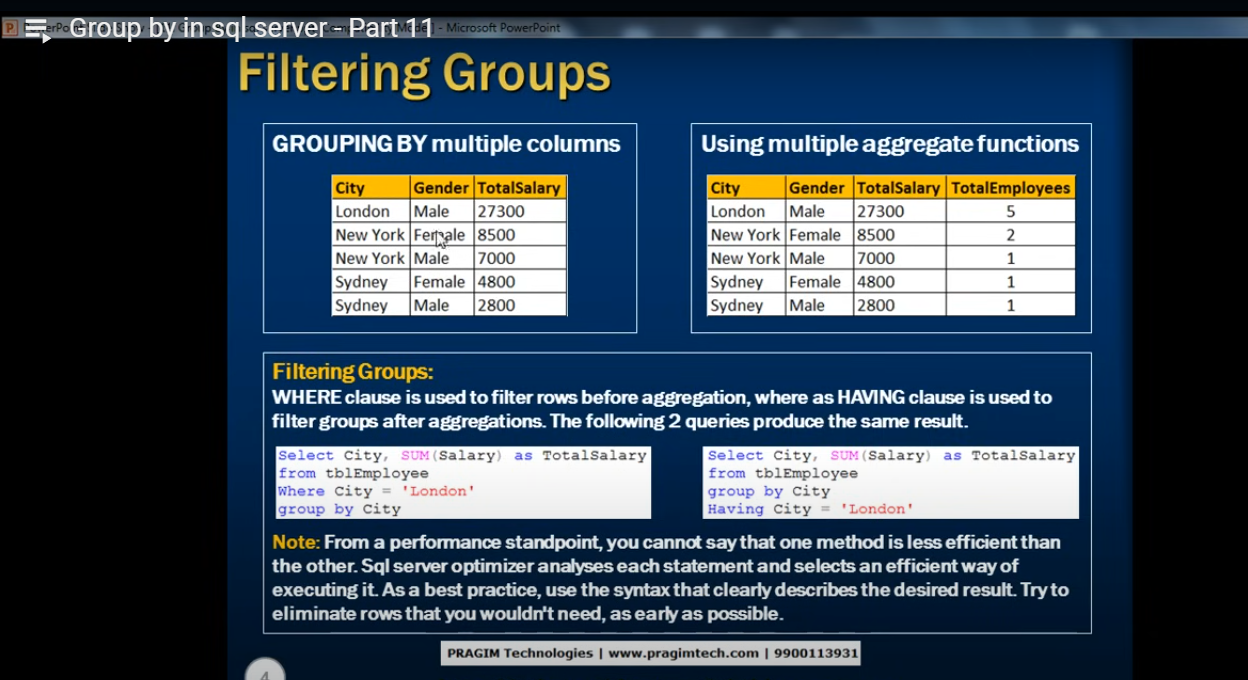 Group by in sql server - Part 11
- Microsoft PowerPoint
Filtering Groups
GROUPING BY multiple columns
City Gender TotalSalary
London Male 27300
New York Female 8500
New York Male 7000
Sydney Female 4800
Sydney Male 2800
Using multiple aggregate functions
City Gender TotalSalary TotalEmployees
London Male 27300 5
New York Female 8500 2
New York Male 7000 1
Sydney Female 4800 1
Sydney Male 2800 1
Filtering Groups:
WHERE clause is used to filter rows before aggregation, where as HAVING clause is used to
filter groups after aggregations. The following 2 queries produce the same result.
Select City, SUM(Salary) as TotalSalary
from tblEmployee
Where City = 'London'
group by City
Select City, SUM(Salary) as TotalSalary
from tblEmployee
group by City
Having City = 'London'
Note: From a performance standpoint, you cannot say that one method is less efficient than
the other. Sql server optimizer analyses each statement and selects an efficient way of
executing it. As a best practice, use the syntax that clearly describes the desired result. Try to
eliminate rows that you wouldn't need, as early as possible.
PRAGIM Technologies | www.pragimtech.com | 9900113931
4